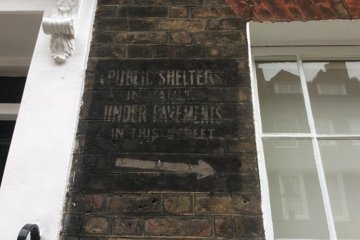 PUBLIC SHELTERS
IN VAULTS
UNDER PAVEMENTS
IN THIS STREET